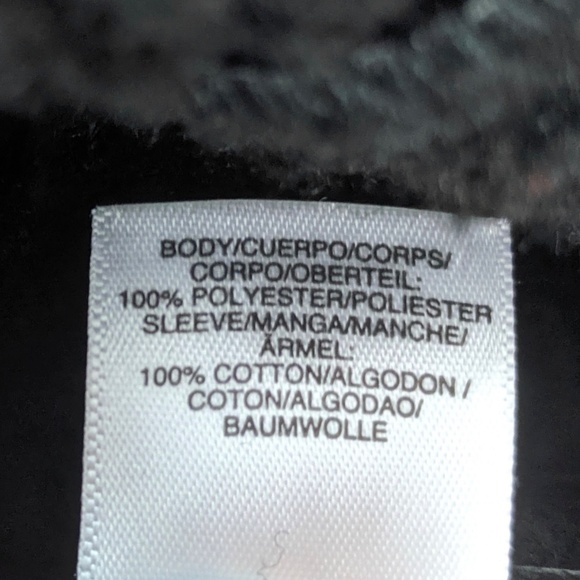 BODY/CUERPO/CORPS/
CORPO/OBERTEIL:
100% POLYESTER/POLIESTER
SLEEVE/MANGA/MANCHE/
ÄRMEL:
100% COTTON/ALGODON /
COTON/ALGODAO/
BAUMWOLLE
S